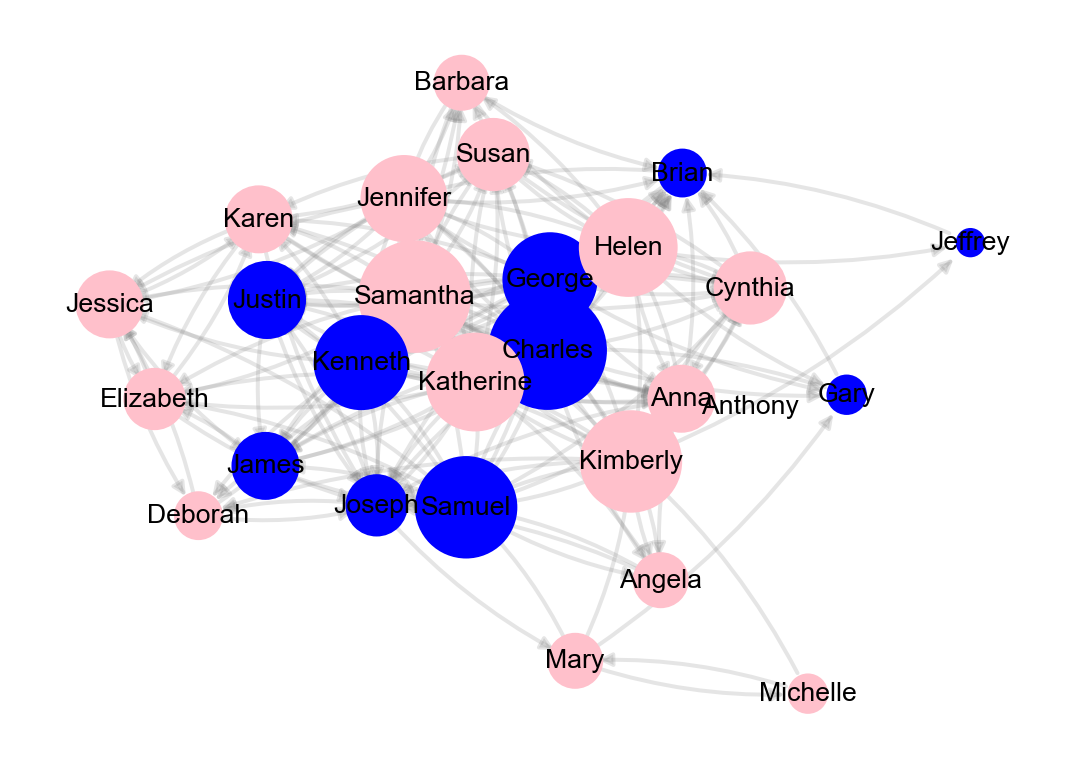 Barbara
Susan
Brian
Jennifer
Karen
Helen
Jeffrey
George
Cynthia
Samantha
Justin
Jessica
Charles
Kenneth
Katherine
Gary
Anna
Elizabeth
Anthony
Kimberly
James
Joseph
Samuel
Deborah
Angela
Mary
Michelle